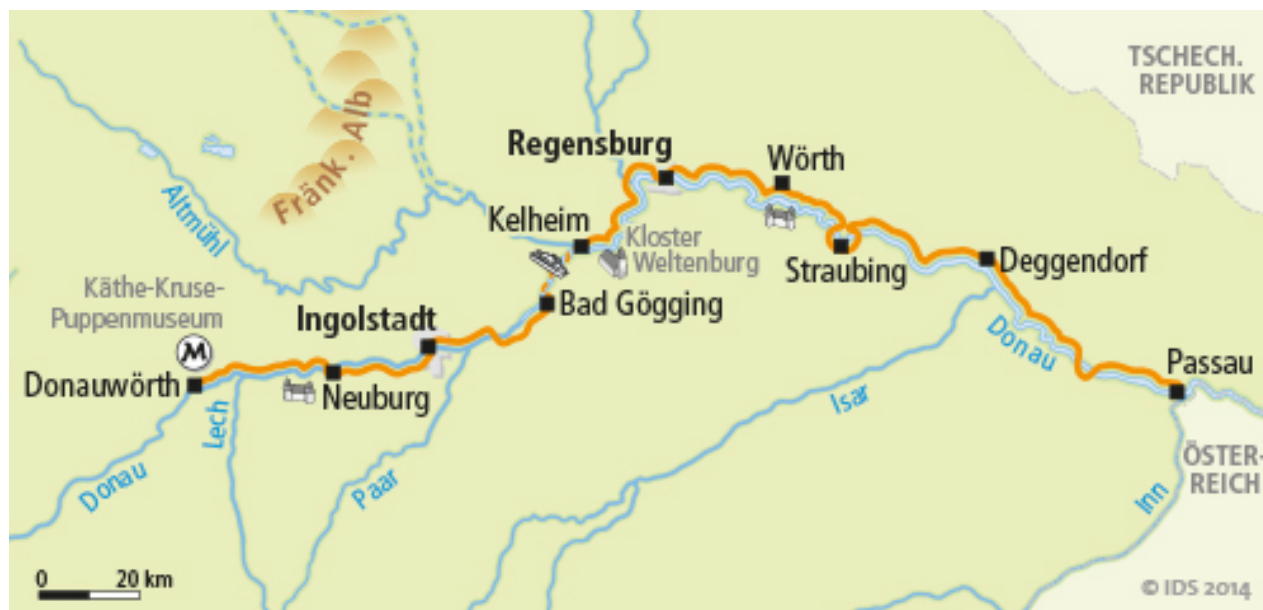 TSCHECH.
REPUBLIK
Fränk. Alb
Regensburg
Wörth
Altmühl
Kelheim
Kloster
Weltenburg
Straubing
Deggendorf
Käthe-Kruse-
Puppenmuseum
Ingolstadt
Bad Gögging
M
Donau
Passau
Donauwörth
Neuburg
Lech
Isar
Donau
Paar
ÖSTER-
REICH
Inn
0 20 km
© IDS 2014